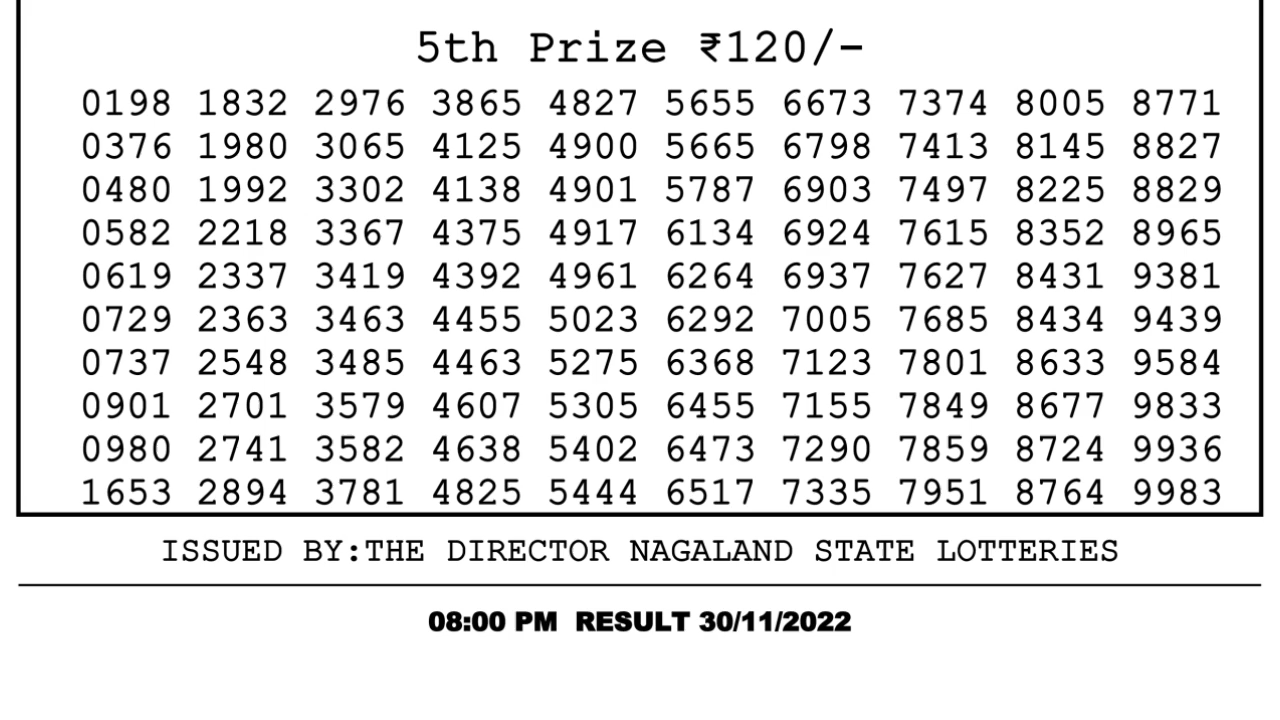 5th Prize ₹120/-
0198 1832 2976 3865 4827 5655 6673 7374 8005 8771
0376 1980 3065 4125 4900 5665 6798 7413 8145 8827
0480 1992 3302 4138 4901 5787 6903 7497 8225 8829
0582 2218 3367 4375 4917 6134 6924 7615 8352 8965
0619 2337 3419 4392 4961 6264 6937 7627 8431 9381
0729 2363 3463 4455 5023 6292 7005 7685 8434 9439
0737 2548 3485 4463 5275 6368 7123 7801 8633 9584
0901 2701 3579 4607 5305 6455 7155 7849 8677 9833
0980 2741 3582 4638 5402 6473 7290 7859 8724 9936
1653 2894 3781 4825 5444 6517 7335 7951 8764 9983
ISSUED BY:THE DIRECTOR NAGALAND STATE LOTTERIES
08:00 PM RESULT 30/11/2022